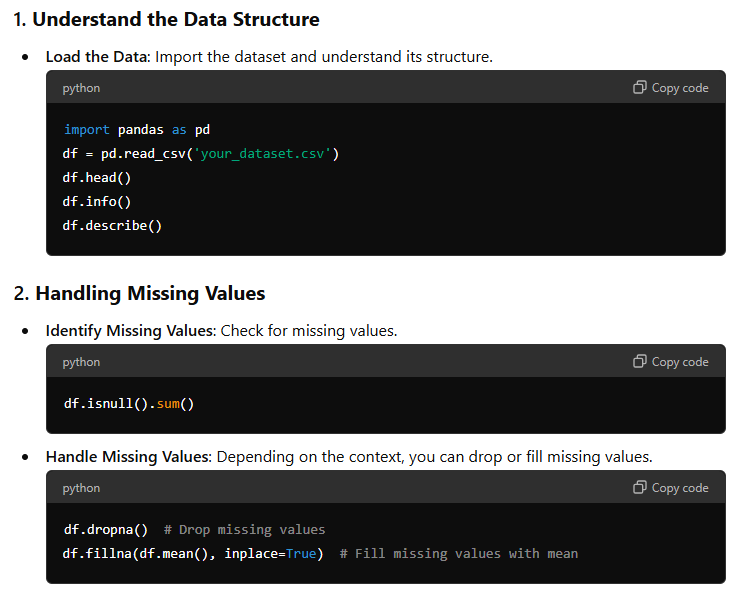 1. Understand the Data Structure
• Load the Data: Import the dataset and understand its structure.
python Copy code
import pandas as pd
df = pd.read_csv('your_dataset.csv')
df.head()
df.info()
df.describe()
2. Handling Missing Values
• Identify Missing Values: Check for missing values.
python Copy code
df.isnull().sum()
• Handle Missing Values: Depending on the context, you can drop or fill missing values.
python Copy code
df.dropna()  # Drop missing values
df.fillna(df.mean(), inplace=True)  # Fill missing values with mean